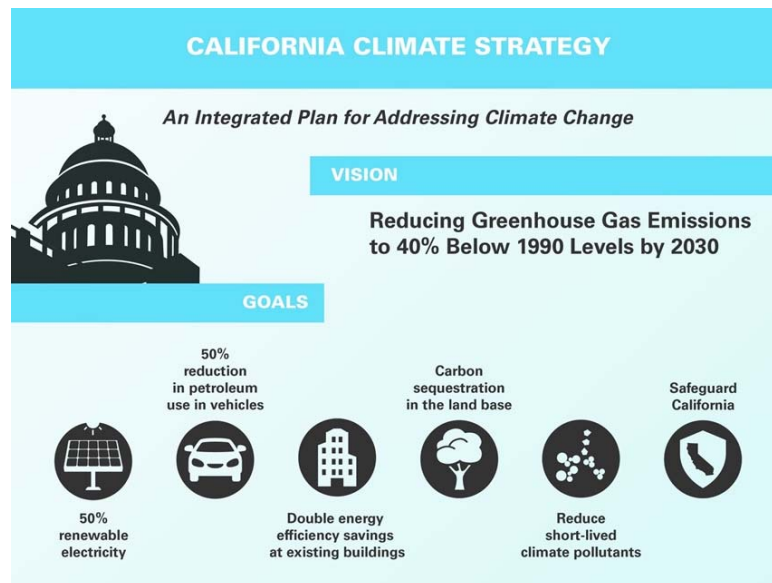 CALIFORNIA CLIMATE STRATEGY
An Integrated Plan for Addressing Climate Change
VISION
Reducing Greenhouse Gas Emissions
to 40% Below 1990 Levels by 2030
GOALS
50%
renewable
electricity
50%
reduction
in petroleum
use in vehicles
Double energy
efficiency savings
at existing buildings
Carbon
sequestration
in the land base
Reduce
short-lived
climate pollutants
Safeguard
California